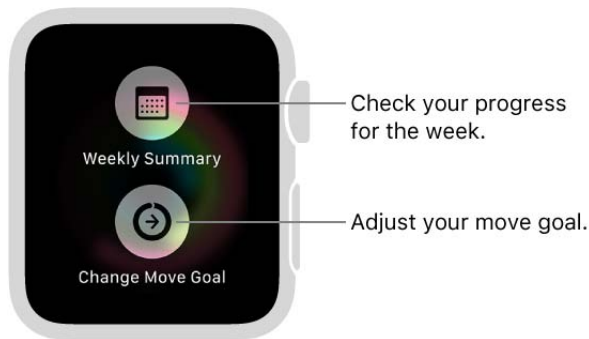 Check your progress
for the week.
Weekly Summary
Adjust your move goal.
Change Move Goal